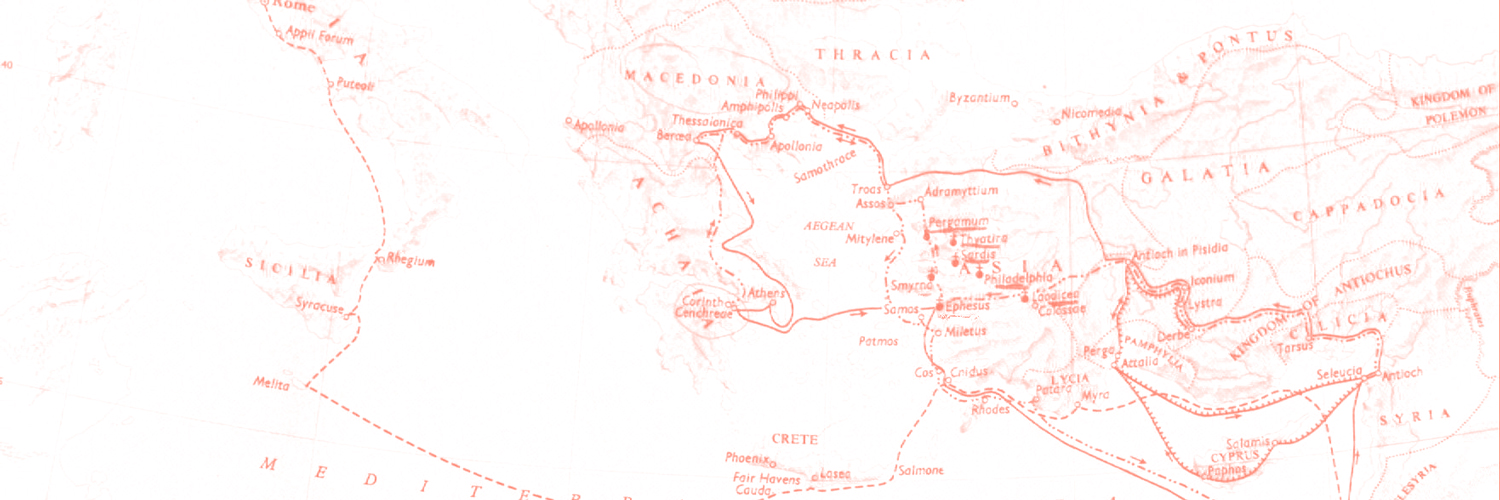 Rome
Appii Forum
Puteoli
40
A
Rhegium
SICILIA
Syracuse
Melita
MEDITER
THRACIA
MACEDONIA
Philippi
Neapolis
Amphipolis
Thessalonica
Beroea
Apollonia
Apollonia
Samothrace
Byzantium
Nicomedia
BITHYNIA & PONTUS
KINGDOM OF
POLEMON
GALATIA
CAPPADOCIA
Troas
Assos
Adramyttium
AEGEAN
SEA
Mitylene
Pergamum
Thyatira
Sardis
ASIA
Philadelphia
Smyrna
Laodicea
Colossae
Ephesus
Samos
Miletus
Patmos
ACHA
Athens
Corinth
Cenchreae
Antioch in Pisidia
Iconium
Lystra
Derbe
KINGDOM OF ANTIOCHUS
CILICIA
Tarsus
Euphrates
PAMPHYLIA
Perga
Attalia
Cos
Cnidus
LYCIA
Patara
Myra
Rhodes
Seleucia
Antioch
SYRIA
Salamis
CYPRUS
Paphos
CRETE
Phoenix
Lasea
Fair Havens
Cauda
Salmone
ELESYRIA